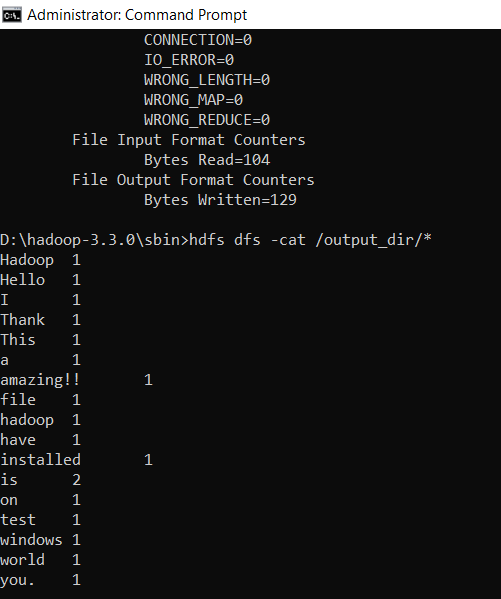 Administrator: Command Prompt
CONNECTION=0
IO_ERROR=0
WRONG_LENGTH=0
WRONG_MAP=0
WRONG_REDUCE=0
File Input Format Counters
Bytes Read=104
File Output Format Counters
Bytes Written=129
D:\hadoop-3.3.0\sbin>hdfs dfs -cat /output_dir/*
Hadoop 1
Hello 1
I 1
Thank 1
This 1
a 1
amazing!! 1
file 1
hadoop 1
have 1
installed 1
is 2
on 1
test 1
windows 1
world 1
you. 1